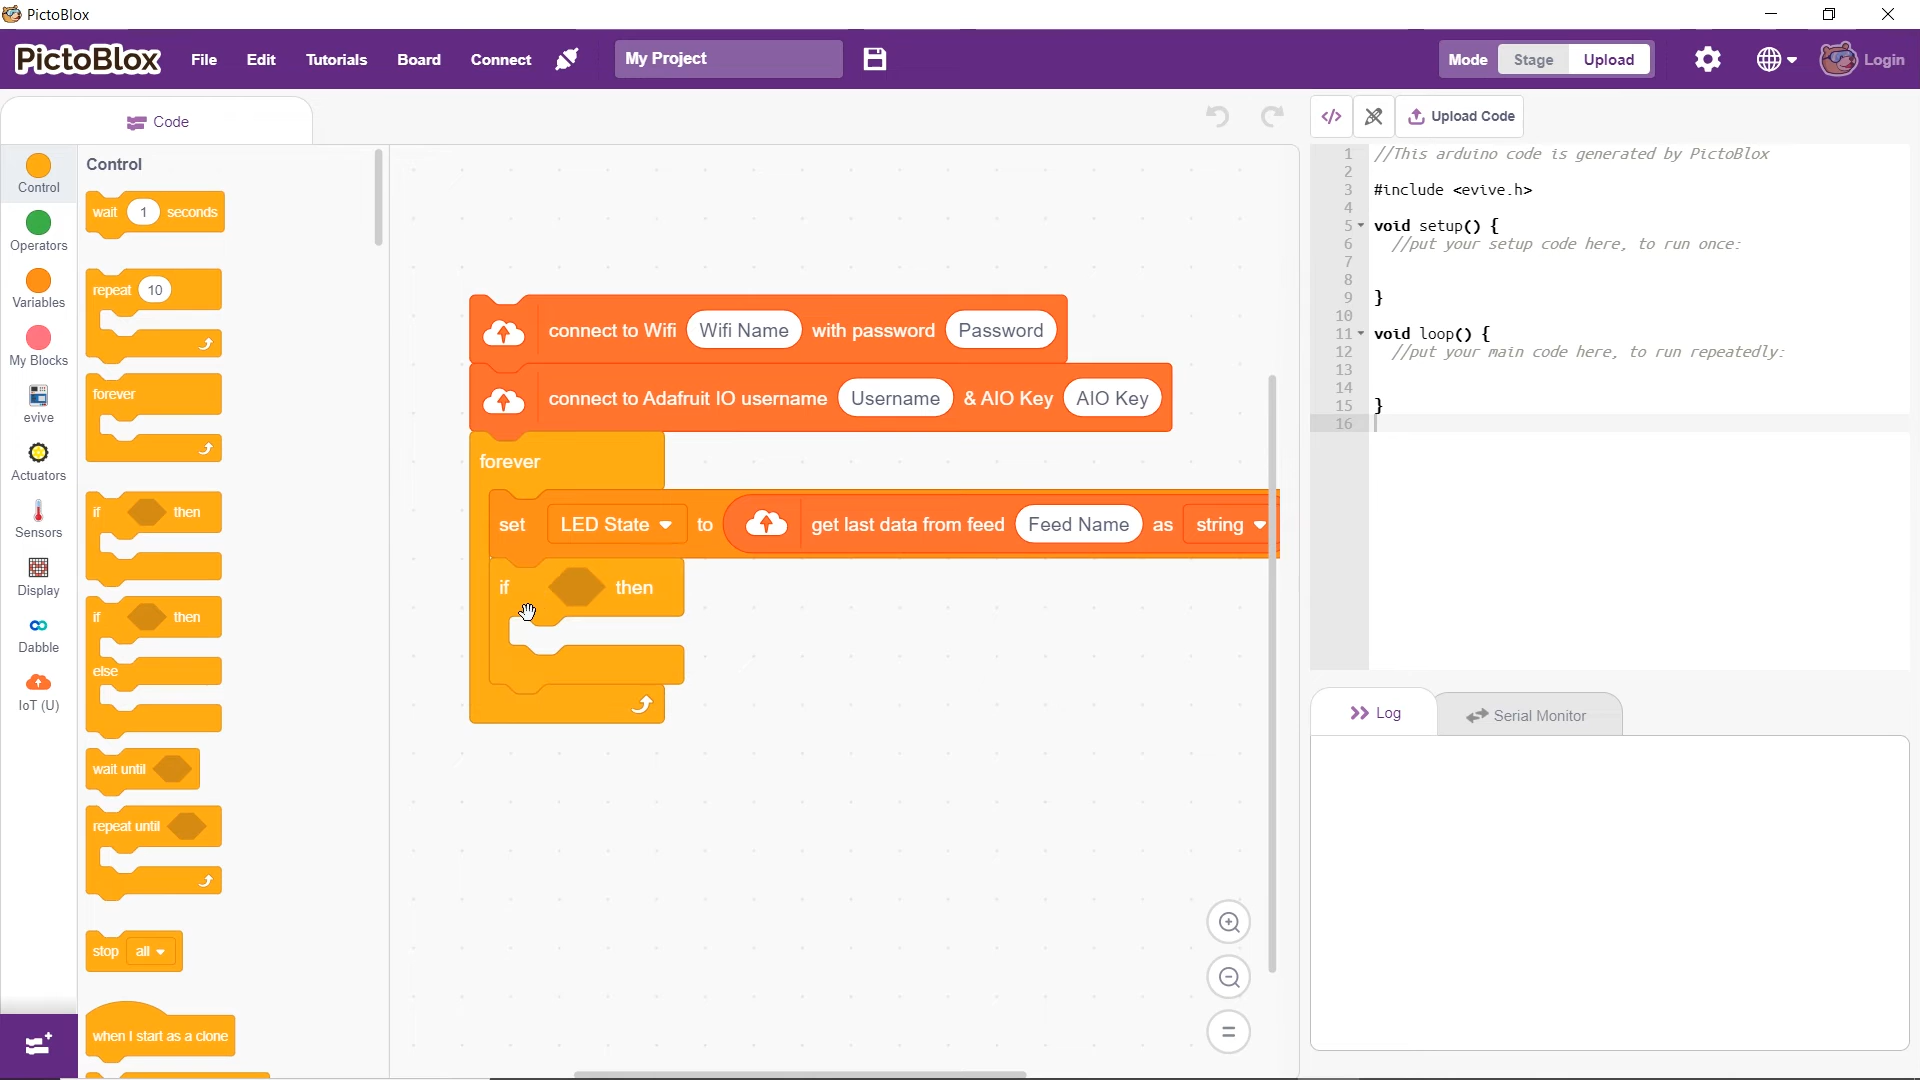 PictoBlox
PictoBlox File Edit Tutorials Board Connect My Project Mode Stage Upload Login
Code
Control
Operators
Variables
My Blocks
evive
Actuators
Sensors
Display
Dabble
IoT (U)
Control
wait 1 seconds
repeat 10
forever
if then
if then
else
wait until
repeat until
stop all
when I start as a clone
connect to Wifi Wifi Name with password Password
connect to Adafruit IO username Username & AIO Key AIO Key
forever
set LED State to get last data from feed Feed Name as string
if then
</> Upload Code
1 //This arduino code is generated by PictoBlox
2
3 #include <evive.h>
4
5 void setup() {
6 //put your setup code here, to run once:
7
8
9 }
10
11 void loop() {
12 //put your main code here, to run repeatedly:
13
14
15 }
16
Log Serial Monitor